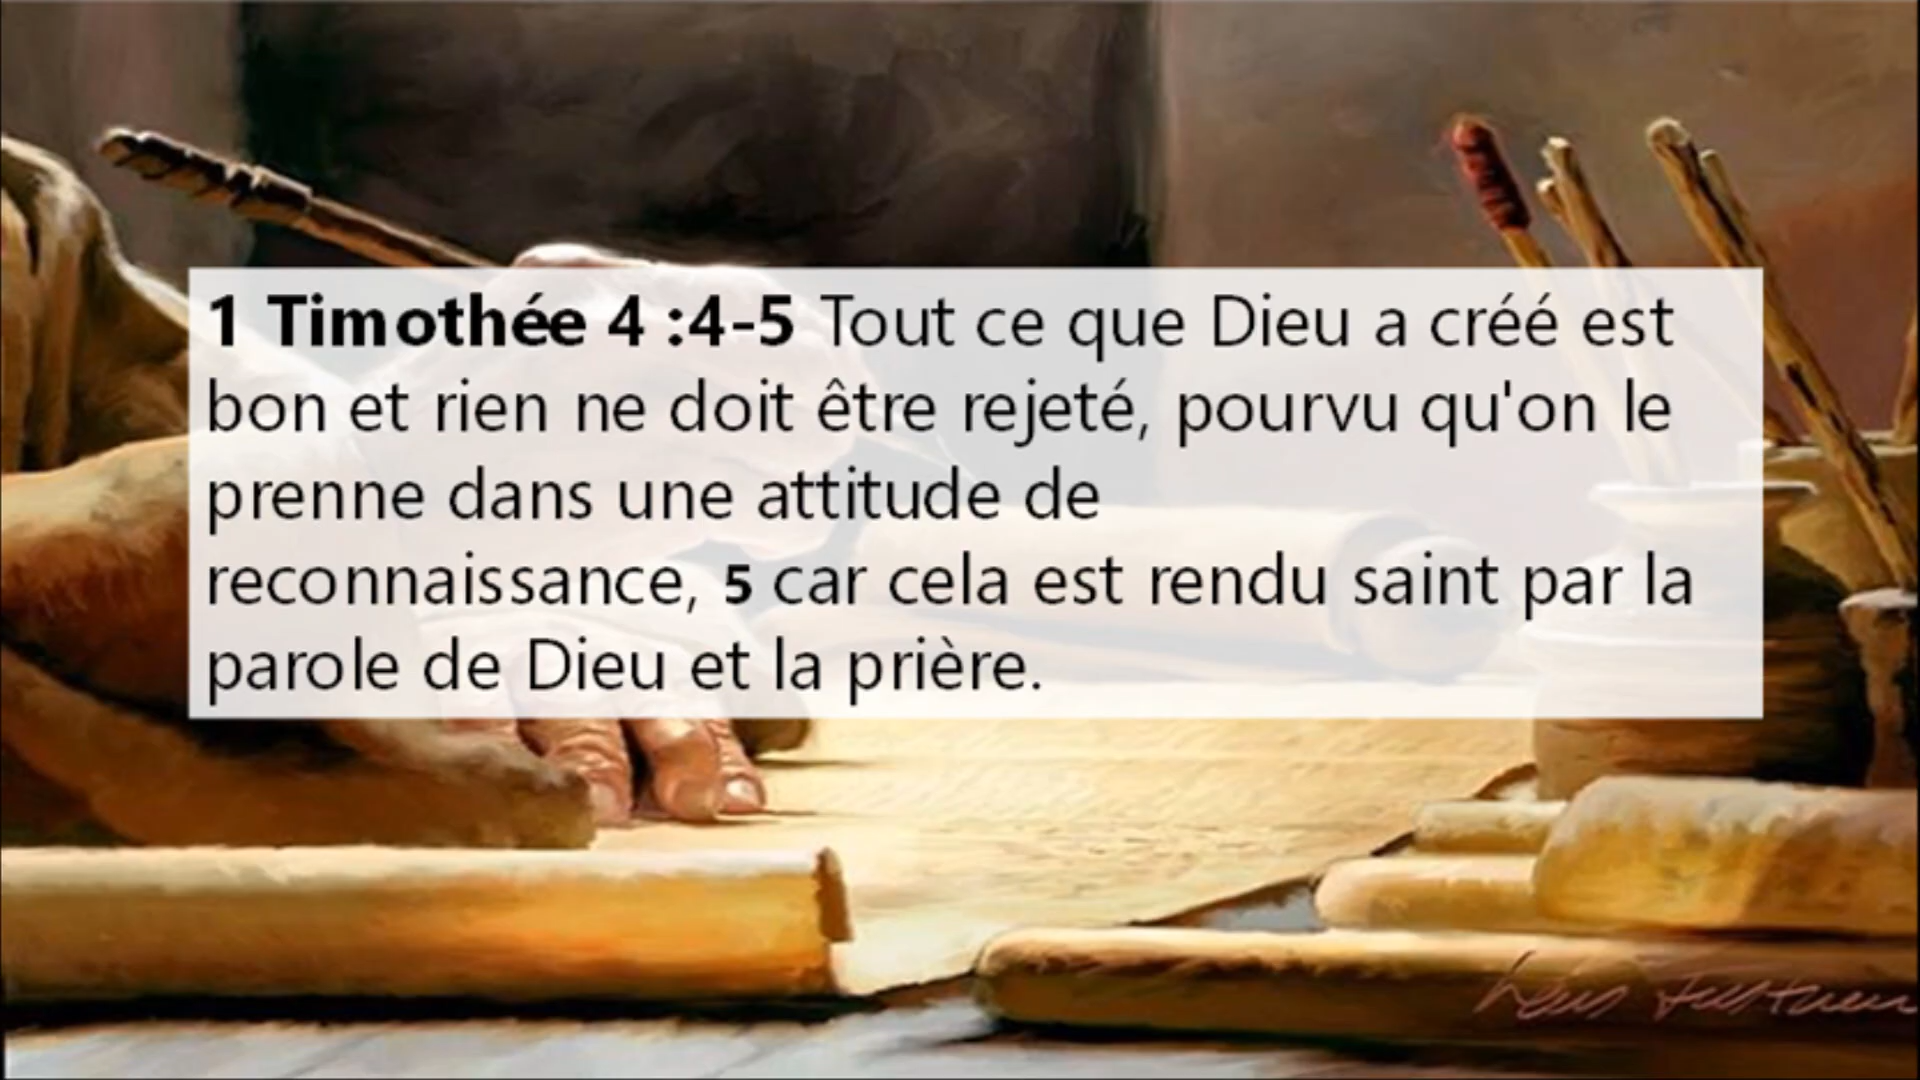 1 Timothée 4 :4-5 Tout ce que Dieu a créé est
bon et rien ne doit être rejeté, pourvu qu'on le
prenne dans une attitude de
reconnaissance, 5 car cela est rendu saint par la
parole de Dieu et la prière.